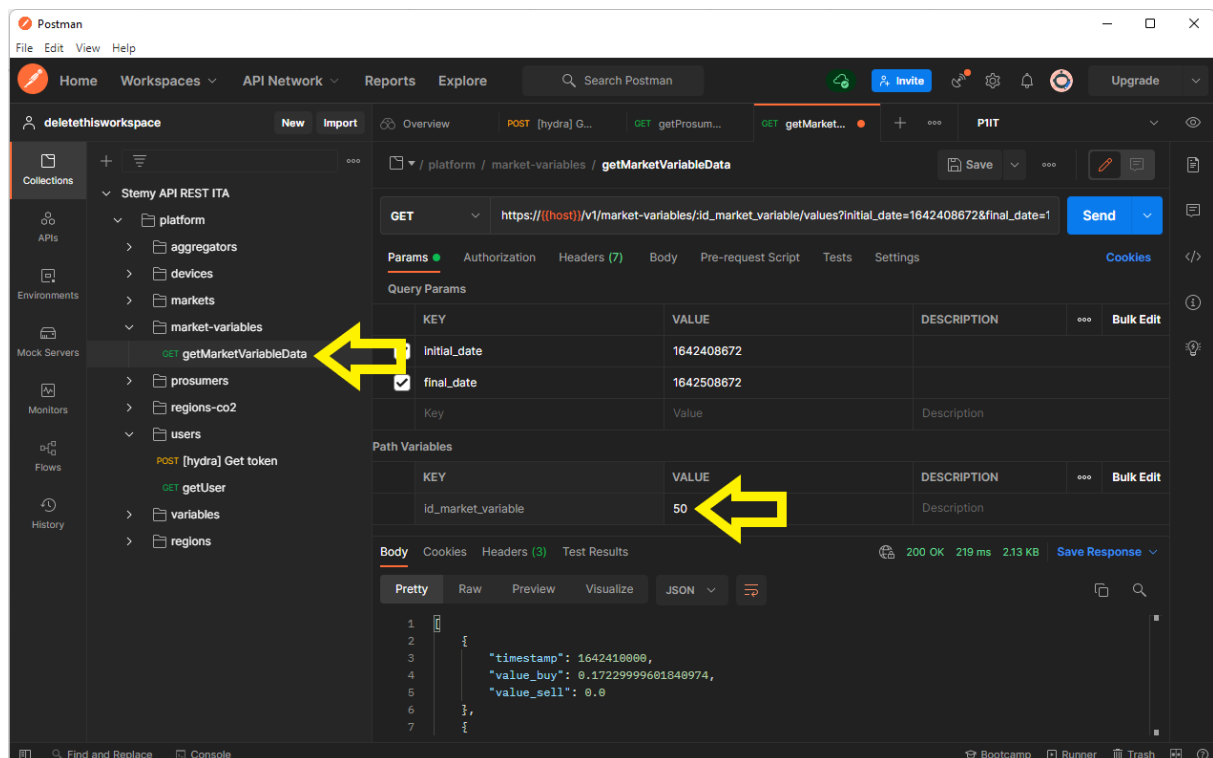 Postman
File Edit View Help
Home Workspaces API Network Reports Explore Search Postman Invite Upgrade
deletethisworkspace New Import Overview POST [hydra] G... GET getProsum... GET getMarket... P1IT
Collections
APIs
Environments
Mock Servers
Monitors
Flows
History
Stemy API REST ITA
platform
aggregators
devices
markets
market-variables
GET getMarketVariableData
prosumers
regions-co2
users
POST [hydra] Get token
GET getUser
variables
regions
/ platform / market-variables / getMarketVariableData Save
GET https://{{host}}/v1/market-variables/:id_market_variable/values?initial_date=1642408672&final_date=1 Send
Params Authorization Headers (7) Body Pre-request Script Tests Settings Cookies
Query Params
KEY VALUE DESCRIPTION Bulk Edit
initial_date 1642408672
final_date 1642508672
Key Value Description
Path Variables
KEY VALUE DESCRIPTION Bulk Edit
id_market_variable 50 Description
Body Cookies Headers (3) Test Results 200 OK 219 ms 2.13 KB Save Response
Pretty Raw Preview Visualize JSON
1 [
2 {
3 "timestamp": 1642410000,
4 "value_buy": 0.17229999601840974,
5 "value_sell": 0.0
6 },
7 {
Find and Replace Console Bootcamp Runner Trash